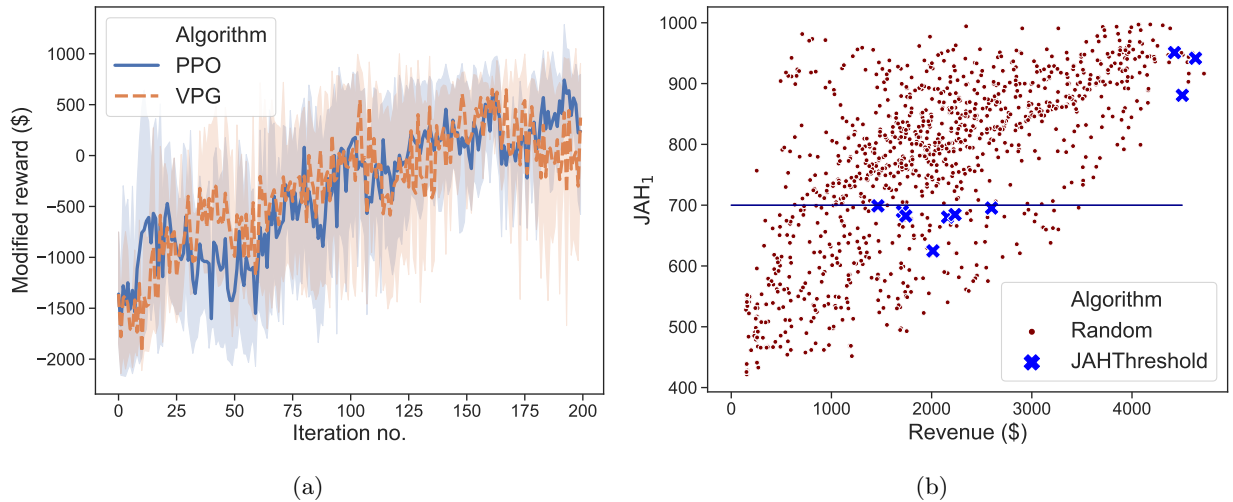 Algorithm
PPO
VPG
1000
500
0
−500
−1000
−1500
−2000
Modified reward ($)
0 25 50 75 100 125 150 175 200
Iteration no.
(a)
1000
900
800
700
600
500
400
JAH₁
Algorithm
Random
JAHThreshold
0 1000 2000 3000 4000
Revenue ($)
(b)